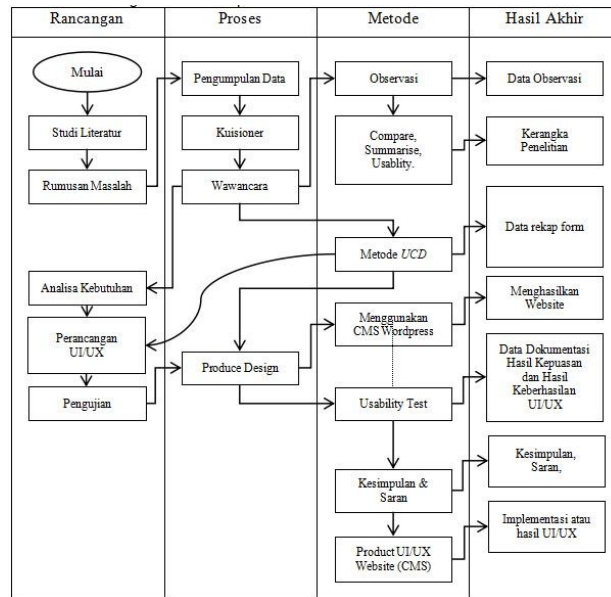 Rancangan
Proses
Metode
Hasil Akhir
Mulai
Studi Literatur
Rumusan Masalah
Analisa Kebutuhan
Perancangan
UI/UX
Pengujian
Pengumpulan Data
Kuisioner
Wawancara
Produce Design
Observasi
Compare,
Summarise,
Usablity.
Metode UCD
Menggunakan
CMS Wordpress
Usability Test
Kesimpulan &
Saran
Product UI/UX
Website (CMS)
Data Observasi
Kerangka
Penelitian
Data rekap form
Menghasilkan
Website
Data Dokumentasi
Hasil Kepuasan
dan Hasil
Keberhasilan
UI/UX
Kesimpulan,
Saran,
Implementasi atau
hasil UI/UX